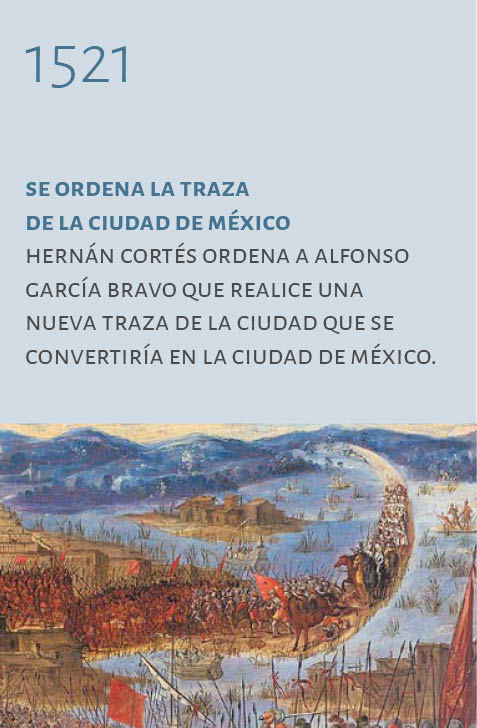 1521
SE ORDENA LA TRAZA
DE LA CIUDAD DE MÉXICO
HERNÁN CORTÉS ORDENA A ALFONSO
GARCÍA BRAVO QUE REALICE UNA
NUEVA TRAZA DE LA CIUDAD QUE SE
CONVERTIRÍA EN LA CIUDAD DE MÉXICO.